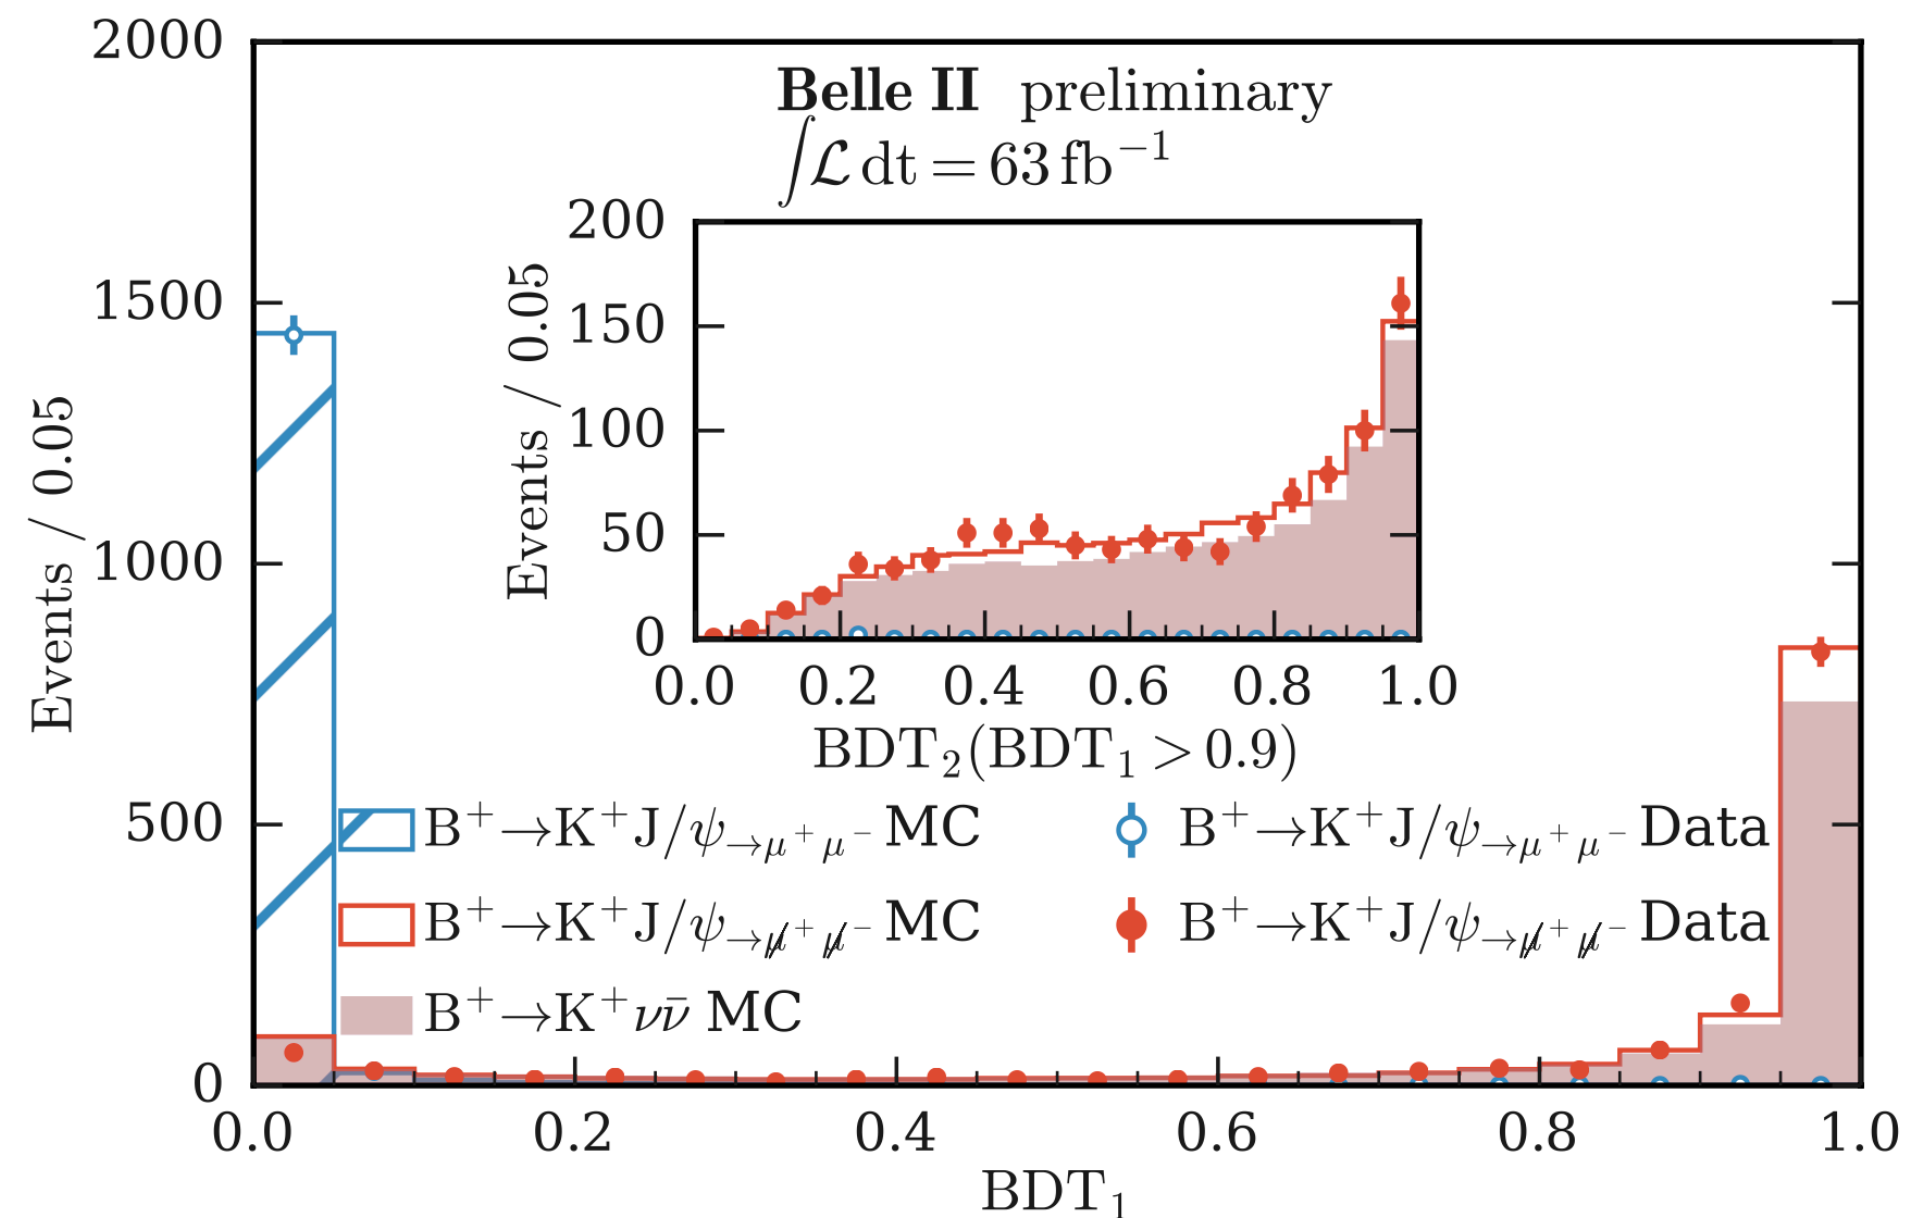 Belle II preliminary
∫ℒ dt = 63 fb⁻¹
Events / 0.05
2000
1500
1000
500
0
0.0 0.2 0.4 0.6 0.8 1.0
BDT₁
Events / 0.05
200
150
100
50
0
0.0 0.2 0.4 0.6 0.8 1.0
BDT₂(BDT₁ > 0.9)
B⁺→K⁺J/ψ→μ⁺μ⁻ MC
B⁺→K⁺J/ψ→μ̸⁺μ̸⁻ MC
B⁺→K⁺νν̄ MC
B⁺→K⁺J/ψ→μ⁺μ⁻ Data
B⁺→K⁺J/ψ→μ̸⁺μ̸⁻ Data